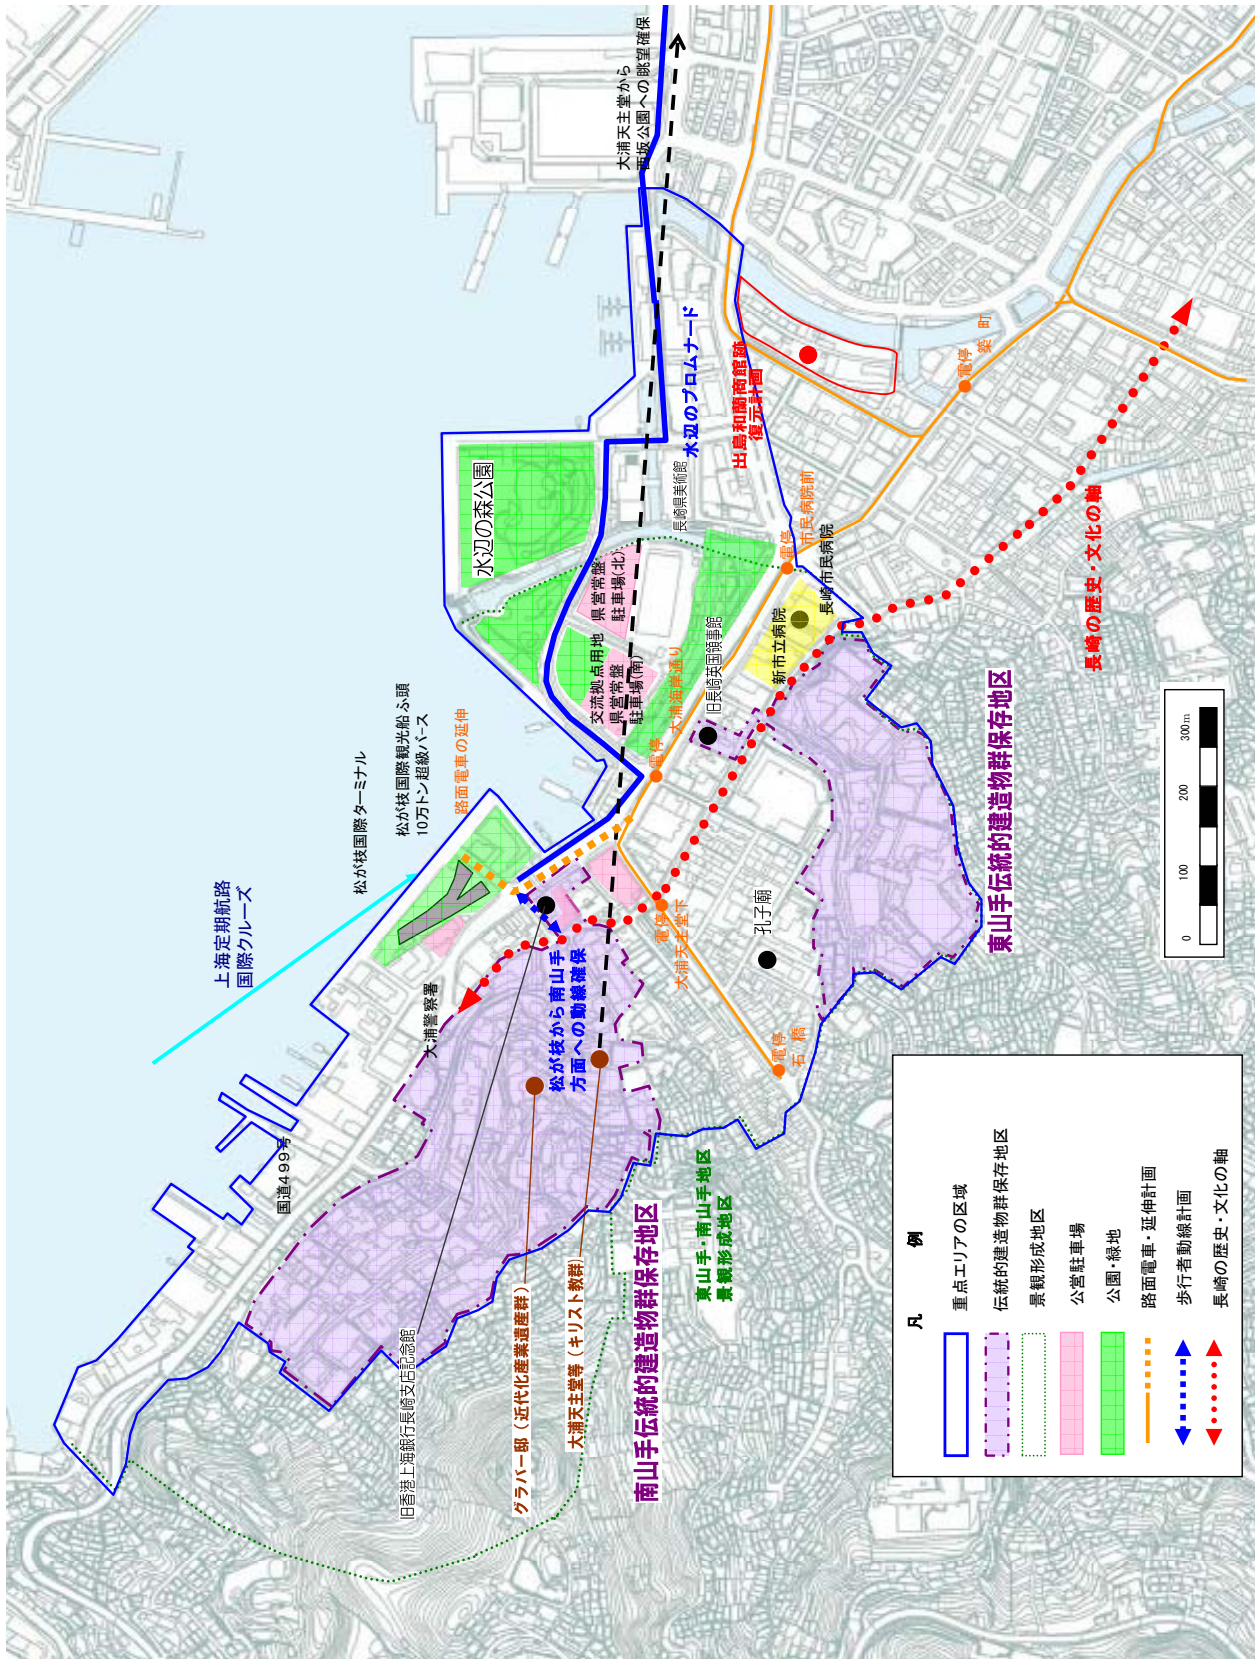 大浦天主堂から
西坂公園への眺望確保
水辺の森公園
水辺のプロムナード
出島和蘭商館跡
復元計画
電停
築町
長崎県美術館
県営常盤
駐車場(北)
交流拠点用地
県営常盤
駐車場(南)
電停
市民病院前
長崎市民病院
新市立病院
旧長崎英国領事館
電停
大浦海岸通り
長崎の歴史・文化の軸
松が枝国際ターミナル
松が枝国際観光船ふ頭
10万トン超級バース
路面電車の延伸
上海定期航路
国際クルーズ
大浦警察署
松が枝から南山手
方面への動線確保
電停
大浦天主堂下
孔子廟
電停
石橋
東山手伝統的建造物群保存地区
国道499号
旧香港上海銀行長崎支店記念館
グラバー邸（近代化産業遺産群）
大浦天主堂等（キリスト教群）
南山手伝統的建造物群保存地区
東山手・南山手地区
景観形成地区
0 100 200 300m
凡 例
重点エリアの区域
伝統的建造物群保存地区
景観形成地区
公営駐車場
公園・緑地
路面電車・延伸計画
歩行者動線計画
長崎の歴史・文化の軸